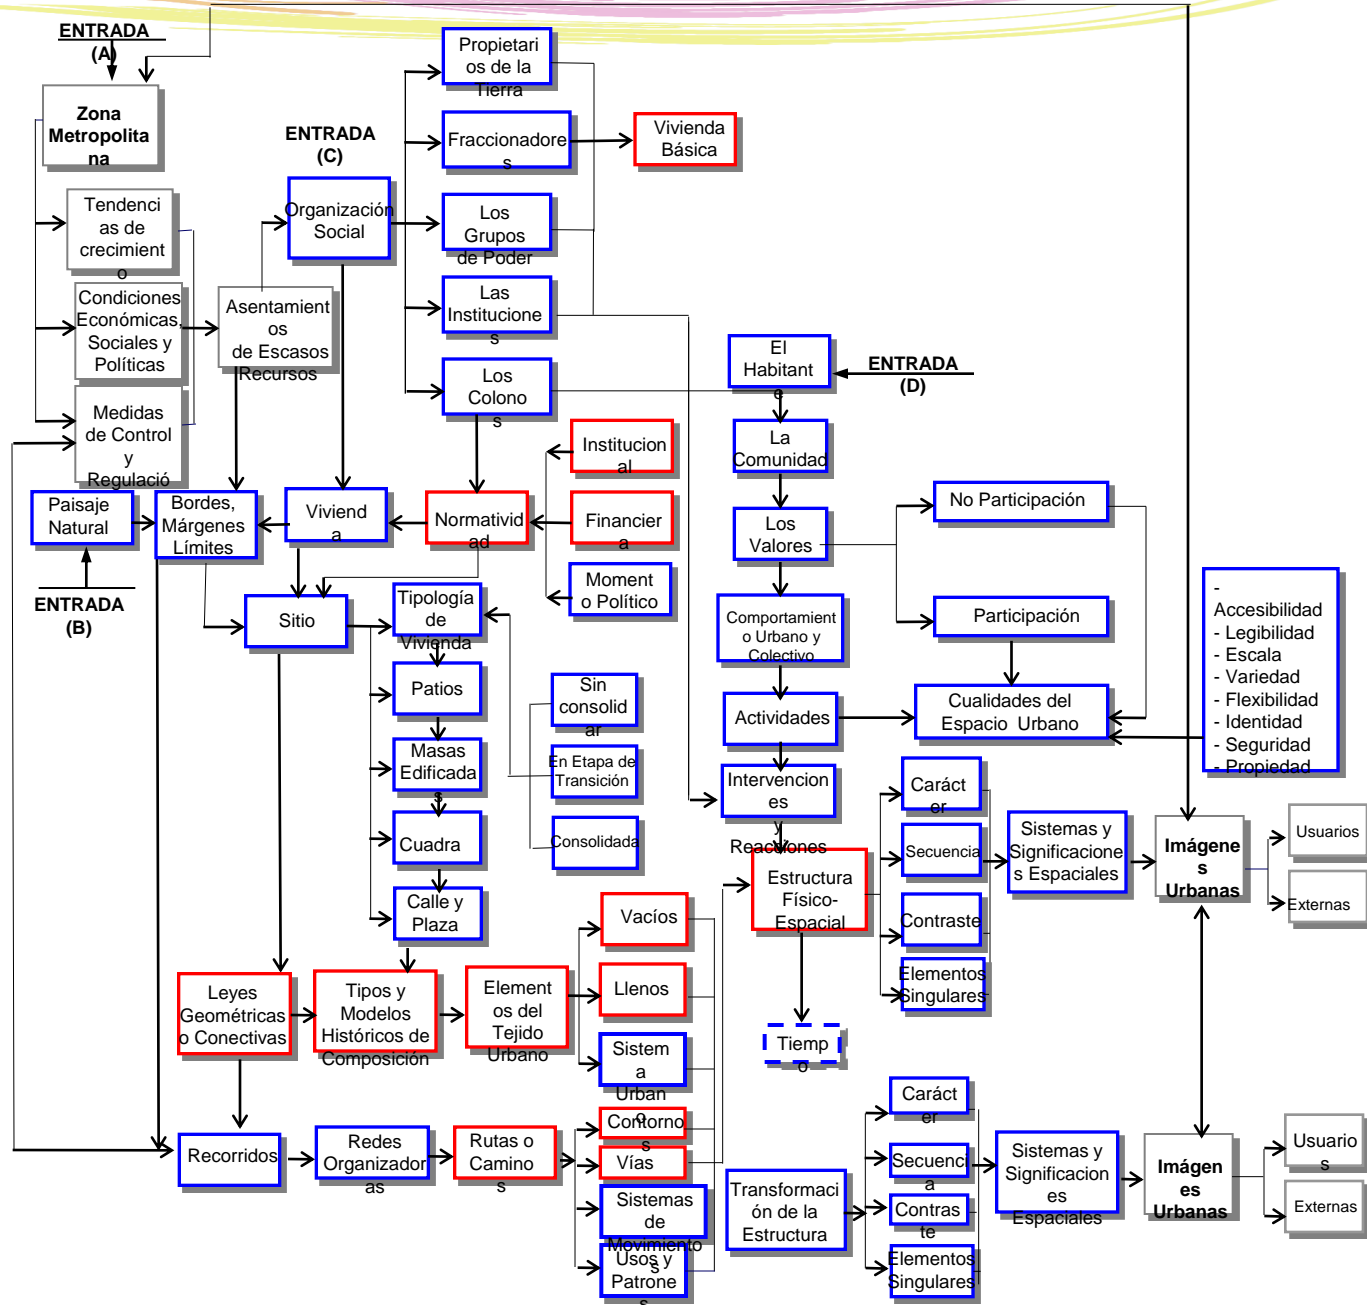 ENTRADA
(A)
Zona
Metropolita
na
Tendenci
as de
crecimient
o
Condiciones
Económicas,
Sociales y
Políticas
Medidas
de Control
y
Regulació
Asentamient
os
de Escasos
Recursos
ENTRADA
(C)
Organización
Social
Propietari
os de la
Tierra
Fraccionadore
s
Vivienda
Básica
Los
Grupos
de Poder
Las
Institucione
s
Los
Colono
s
El
Habitant
e
ENTRADA
(D)
La
Comunidad
Los
Valores
Comportamient
o Urbano y
Colectivo
Actividades
Intervencion
es
y
Reacciones
No Participación
Participación
Cualidades del
Espacio Urbano
-
Accesibilidad
- Legibilidad
- Escala
- Variedad
- Flexibilidad
- Identidad
- Seguridad
- Propiedad
Paisaje
Natural
ENTRADA
(B)
Bordes,
Márgenes
Límites
Viviend
a
Normativid
ad
Institucion
al
Financier
a
Moment
o Político
Sitio
Tipología
de
Vivienda
Patios
Masas
Edificada
s
Cuadra
Calle y
Plaza
Sin
consolid
ar
En Etapa de
Transición
Consolidada
Leyes
Geométricas
o Conectivas
Tipos y
Modelos
Históricos de
Composición
Element
os del
Tejido
Urbano
Vacíos
Llenos
Sistem
a
Urban
o
Contorno
s
Vías
Sistemas
de
Movimiento
s
Usos y
Patrone
s
Recorridos
Redes
Organizador
as
Rutas o
Camino
s
Estructura
Físico-
Espacial
Tiemp
o
Caráct
er
Secuencia
Contraste
Elementos
Singulares
Sistemas y
Significacione
s Espaciales
Imágene
s
Urbanas
Usuarios
Externas
Transformaci
ón de la
Estructura
Caráct
er
Secuenci
a
Contras
te
Elementos
Singulares
Sistemas y
Significacion
es
Espaciales
Imágen
es
Urbanas
Usuario
s
Externas